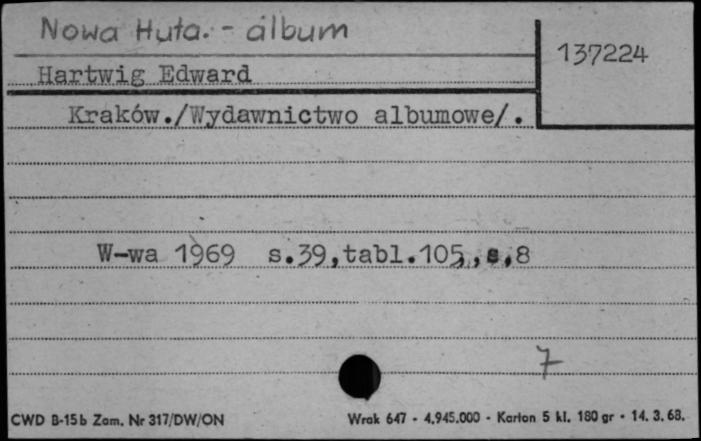 Nowa Huta. - album
137224
Hartwig Edward
Kraków./Wydawnictwo albumowe/.
W-wa 1969 s.39,tabl.105,,s,8
7
CWD B-15b Zam. Nr 317/DW/ON
Wrak 647 - 4.945.000 - Karton 5 kl. 180 gr - 14. 3. 68.